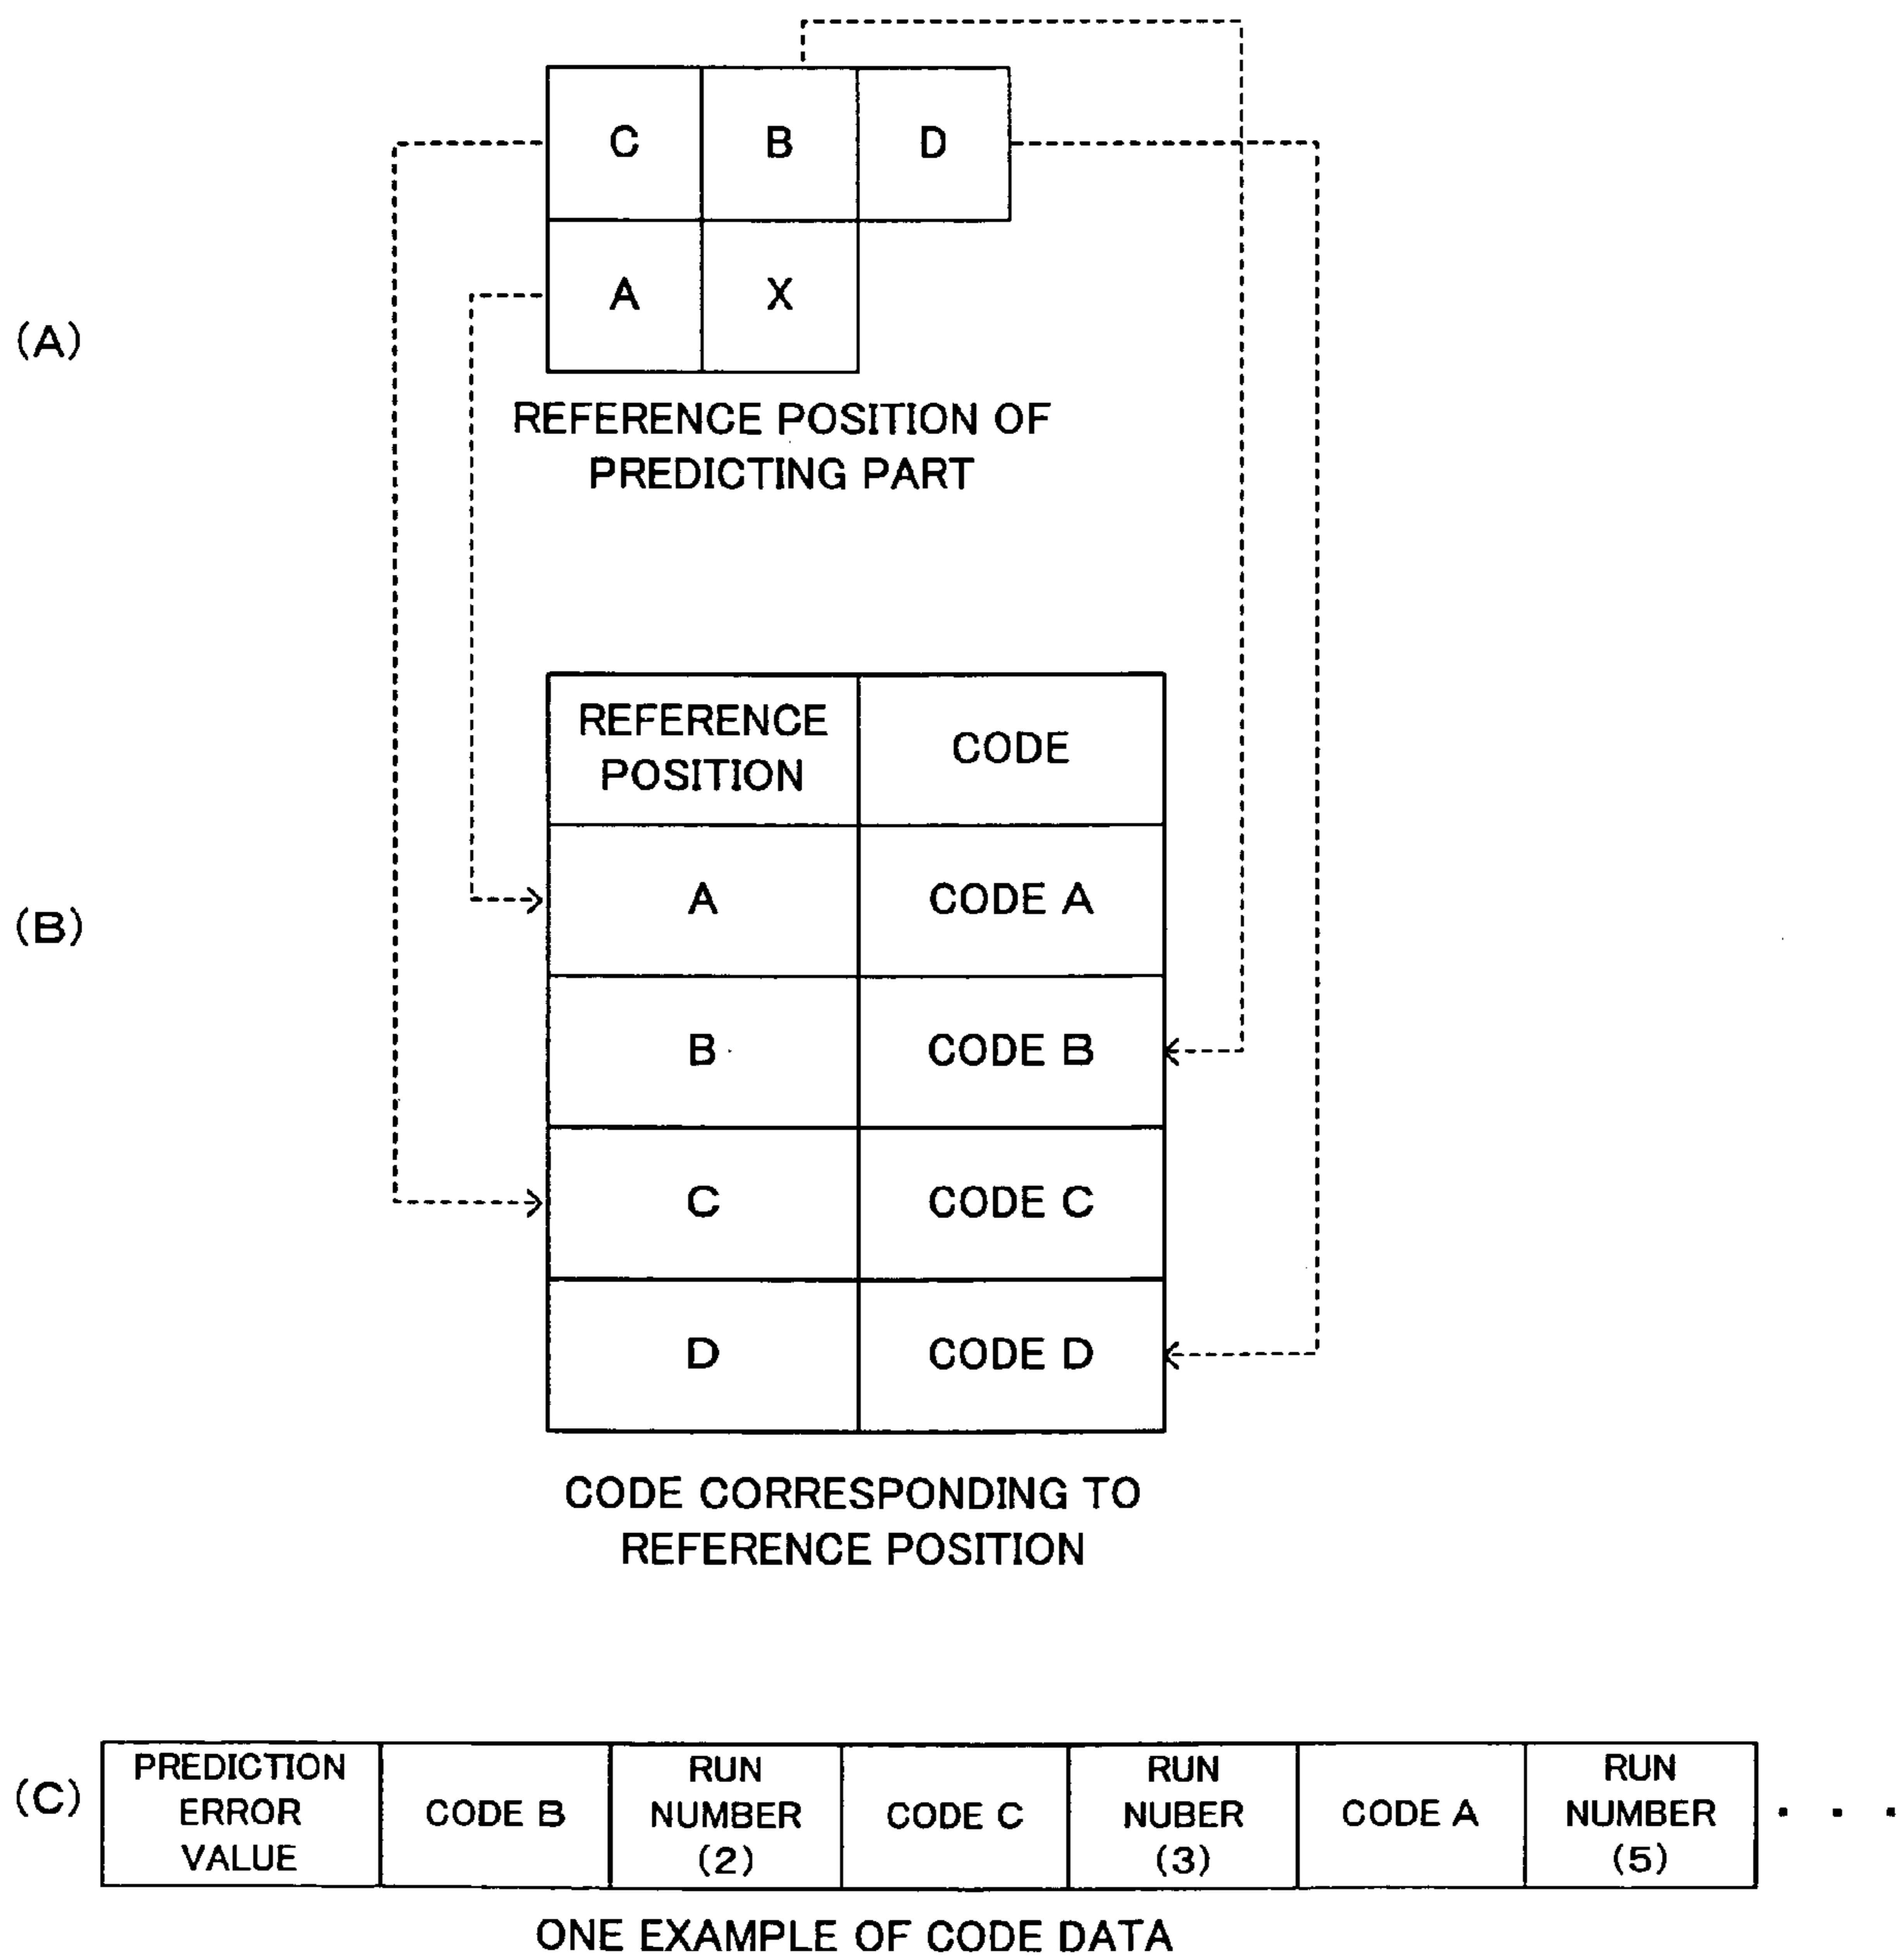 C B D
A X
(A)
REFERENCE POSITION OF
PREDICTING PART
REFERENCE
POSITION
CODE
A CODE A
(B)
B CODE B
C CODE C
D CODE D
CODE CORRESPONDING TO
REFERENCE POSITION
(C)
PREDICTION
ERROR
VALUE
CODE B
RUN
NUMBER
(2)
CODE C
RUN
NUBER
(3)
CODE A
RUN
NUMBER
(5)
. . .
ONE EXAMPLE OF CODE DATA